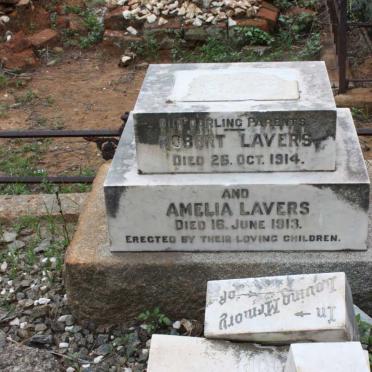 DARLING PARENTS
ROBERT LAVERS
DIED 26. OCT. 1914.
AND
AMELIA LAVERS
DIED 16. JUNE 1913.
ERECTED BY THEIR LOVING CHILDREN.
In
Loving Memory
OF